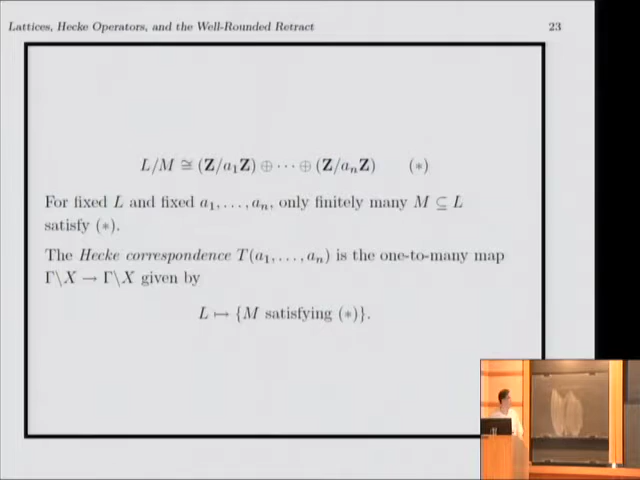 Lattices, Hecke Operators, and the Well-Rounded Retract 23
L/M ≅ (Z/a₁Z) ⊕ ··· ⊕ (Z/aₙZ) (*)
For fixed L and fixed a₁, . . . , aₙ, only finitely many M ⊆ L
satisfy (*).
The Hecke correspondence T(a₁, . . . , aₙ) is the one-to-many map
Γ\X → Γ\X given by
L ↦ {M satisfying (*)}.